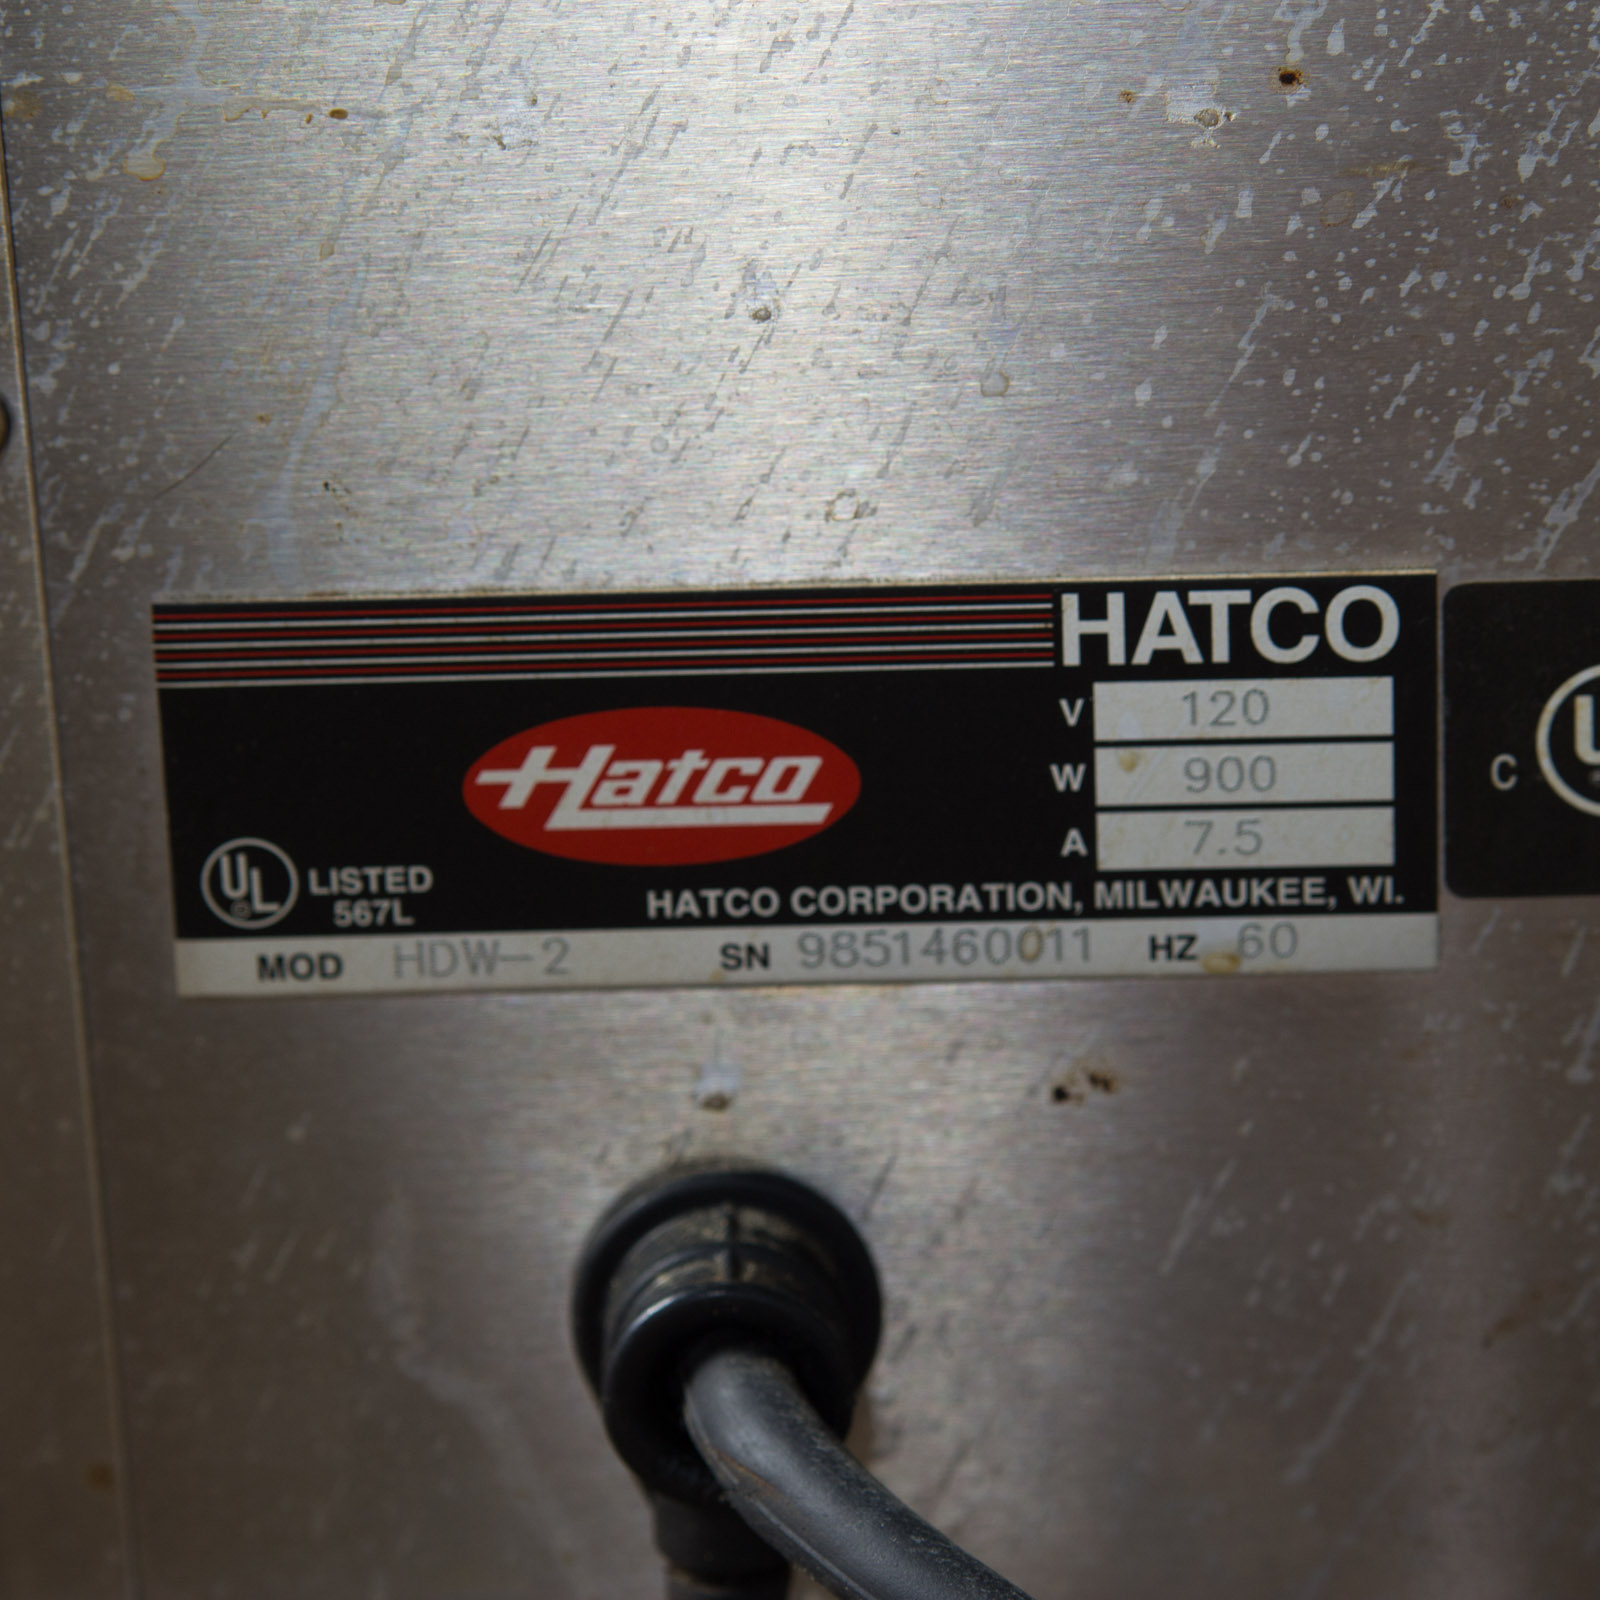 HATCO
V 120
W 900
A 7.5
Hatco
UL LISTED
567L
HATCO CORPORATION, MILWAUKEE, WI.
MOD HDW-2 SN 9851460011 HZ 60
C